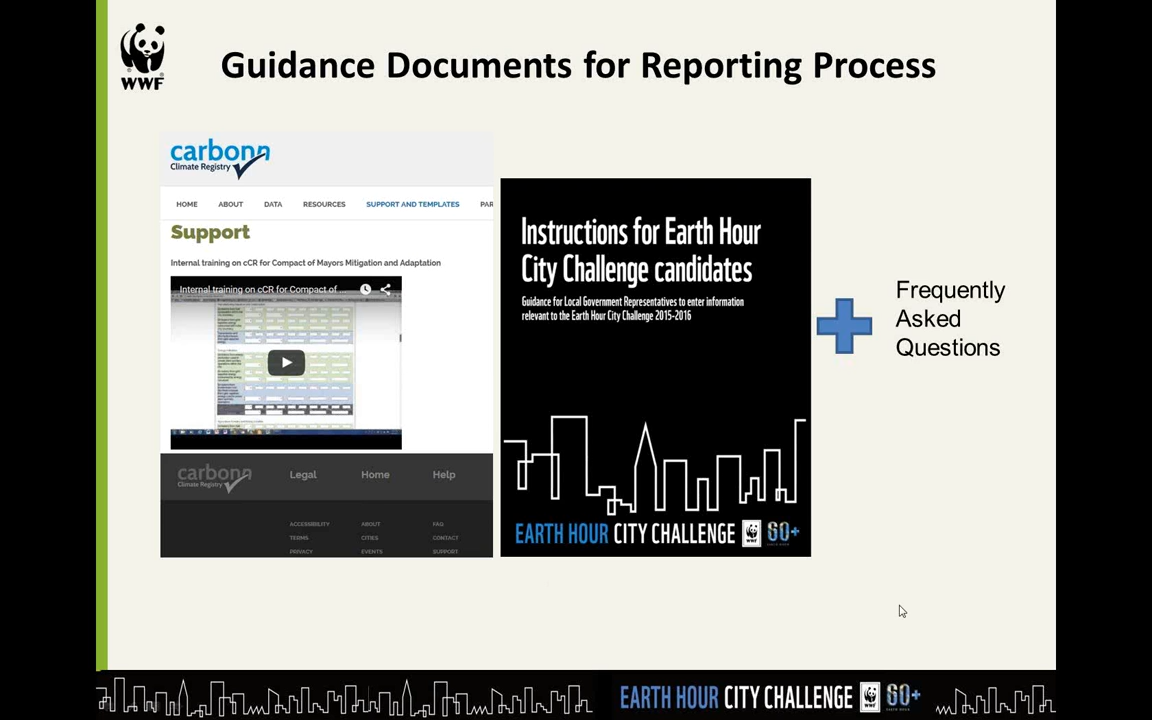 WWF
Guidance Documents for Reporting Process
carbonn
Climate Registry
HOME ABOUT DATA RESOURCES SUPPORT AND TEMPLATES PAR
Support
Internal training on cCR for Compact of Mayors Mitigation and Adaptation
Internal training on cCR for Compact of ...
carbonn
Climate Registry
Legal Home Help
ACCESSIBILITY ABOUT FAQ
TERMS CITIES CONTACT
PRIVACY EVENTS SUPPORT
Instructions for Earth Hour
City Challenge candidates
Guidance for Local Government Representatives to enter information
relevant to the Earth Hour City Challenge 2015-2016
EARTH HOUR CITY CHALLENGE WWF 60+
Frequently
Asked
Questions
EARTH HOUR CITY CHALLENGE WWF 60+